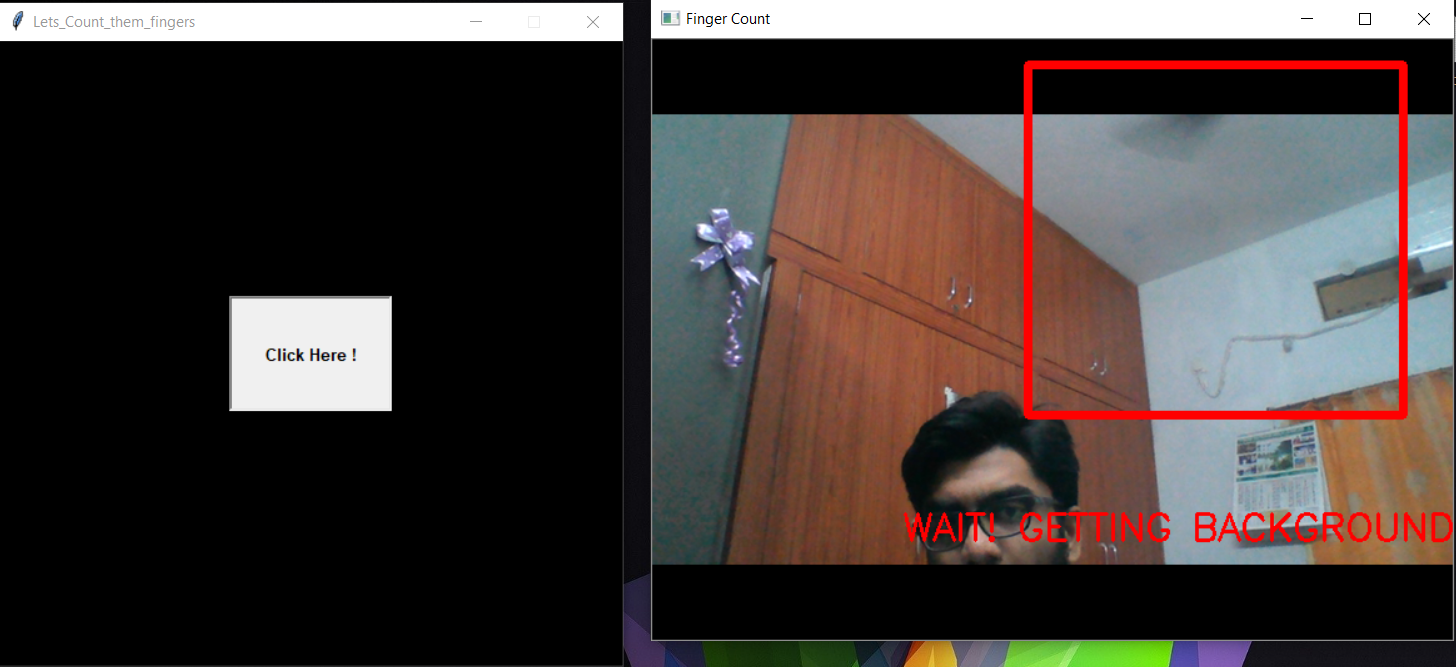 Lets_Count_them_fingers
Finger Count
Click Here !
WAIT! GETTING BACKGROUND